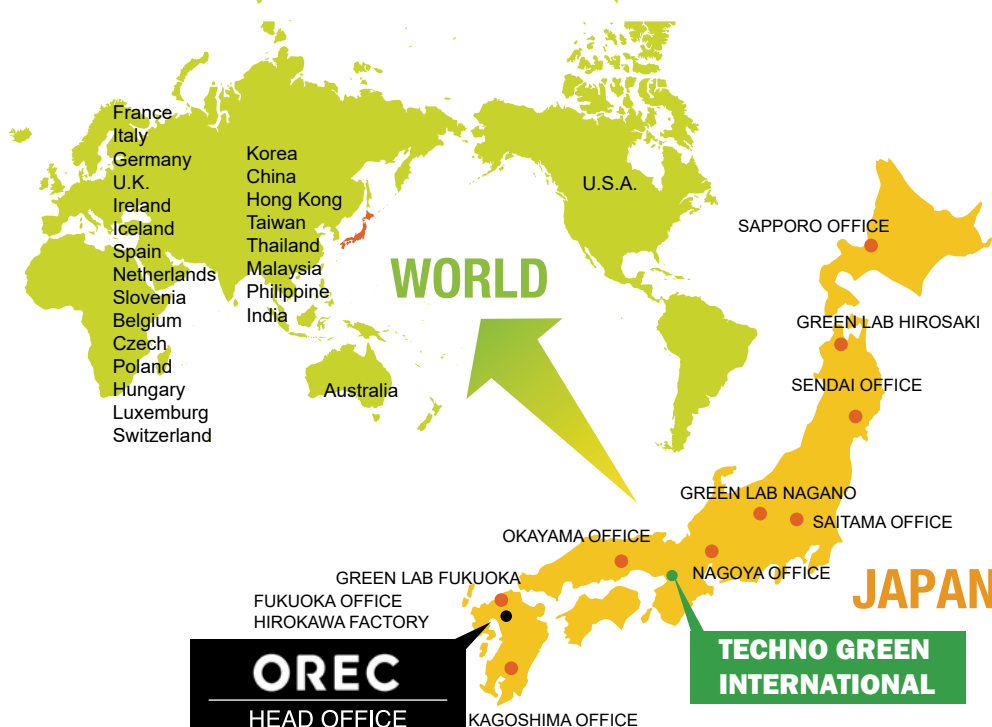 France
Italy
Germany
U.K.
Ireland
Iceland
Spain
Netherlands
Slovenia
Belgium
Czech
Poland
Hungary
Luxemburg
Switzerland
Korea
China
Hong Kong
Taiwan
Thailand
Malaysia
Philippine
India
Australia
U.S.A.
WORLD
SAPPORO OFFICE
GREEN LAB HIROSAKI
SENDAI OFFICE
GREEN LAB NAGANO
SAITAMA OFFICE
OKAYAMA OFFICE
NAGOYA OFFICE
GREEN LAB FUKUOKA
FUKUOKA OFFICE
HIROKAWA FACTORY
JAPAN
TECHNO GREEN
INTERNATIONAL
OREC
HEAD OFFICE
KAGOSHIMA OFFICE